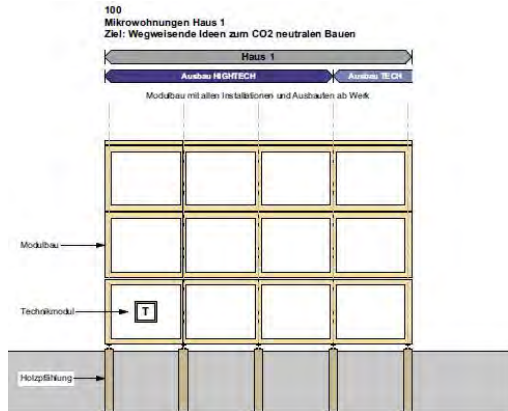 100
Mikrowohnungen Haus 1
Ziel: Wegweisende Ideen zum CO2 neutralen Bauen
Haus 1
Ausbau HIGHTECH
Ausbau TECH
Modulbau mit allen Installationen und Ausbauten ab Werk
Modulbau
Technikmodul
T
Holzpfählung